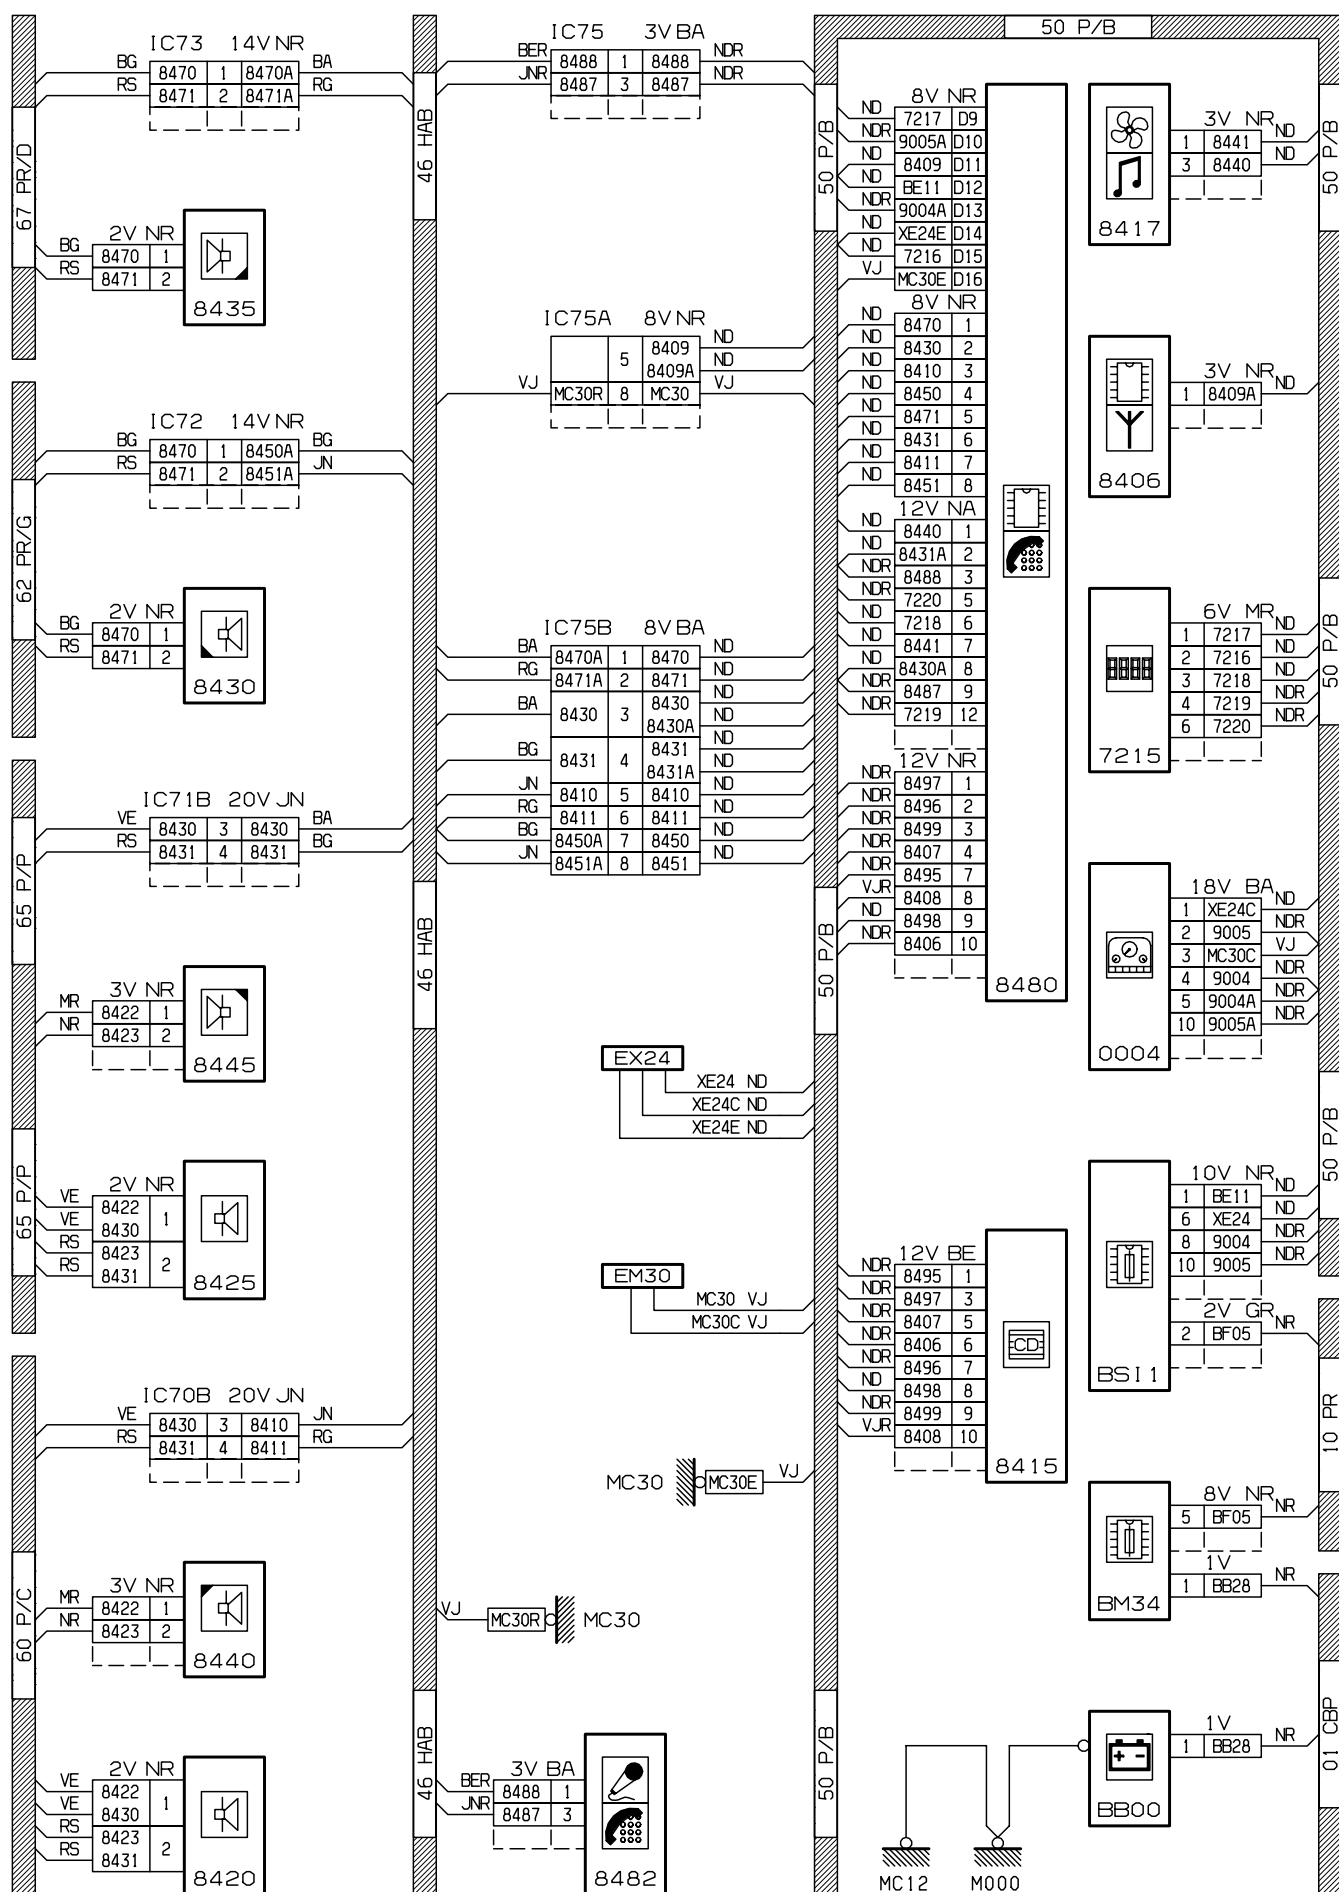 50 P/B
67 PR/D
IC73 14V NR
BG 8470 1 8470A BA
RS 8471 2 8471A RG
2V NR
BG 8470 1
RS 8471 2
8435
62 PR/G
IC72 14V NR
BG 8470 1 8450A BG
RS 8471 2 8451A JN
2V NR
BG 8470 1
RS 8471 2
8430
65 P/P
IC71B 20V JN
VE 8430 3 8430 BA
RS 8431 4 8431 BG
3V NR
MR 8422 1
NR 8423 2
8445
65 P/P
2V NR
VE 8422
1
VE 8430
RS 8423
2
RS 8431
8425
IC70B 20V JN
VE 8430 3 8410 JN
RS 8431 4 8411 RG
60 P/C
3V NR
MR 8422 1
NR 8423 2
8440
2V NR
VE 8422
1
VE 8430
RS 8423
2
RS 8431
8420
46 HAB
46 HAB
46 HAB
IC75 3V BA
BER 8488 1 8488 NDR
JNR 8487 3 8487 NDR
IC75A 8V NR
8409 ND
5
8409A ND
VJ MC30R 8 MC30 VJ
IC75B 8V BA
BA 8470A 1 8470 ND
RG 8471A 2 8471 ND
8430 ND
BA 8430 3
8430A ND
8431 ND
BG 8431 4
8431A ND
JN 8410 5 8410 ND
RG 8411 6 8411 ND
BG 8450A 7 8450 ND
JN 8451A 8 8451 ND
EX24
XE24 ND
XE24C ND
XE24E ND
EM30
MC30 VJ
MC30C VJ
MC30 MC30E VJ
VJ MC30R MC30
3V BA
BER 8488 1
JNR 8487 3
8482
50 P/B
50 P/B
50 P/B
8V NR
ND 7217 D9
NDR 9005A D10
ND 8409 D11
ND BE11 D12
NDR 9004A D13
ND XE24E D14
ND 7216 D15
VJ MC30E D16
8V NR
ND 8470 1
ND 8430 2
ND 8410 3
ND 8450 4
ND 8471 5
ND 8431 6
ND 8411 7
ND 8451 8
12V NA
ND 8440 1
ND 8431A 2
NDR 8488 3
NDR 7220 5
ND 7218 6
ND 8441 7
ND 8430A 8
NDR 8487 9
NDR 7219 12
12V NR
NDR 8497 1
NDR 8496 2
NDR 8499 3
NDR 8407 4
NDR 8495 7
VJR 8408 8
ND 8498 9
NDR 8406 10
8480
12V BE
NDR 8495 1
NDR 8497 3
NDR 8407 5
NDR 8406 6
NDR 8496 7
ND 8498 8
NDR 8499 9
VJR 8408 10
CD
8415
MC12
M000
3V NR
1 8441 ND
3 8440 ND
8417
3V NR
1 8409A ND
8406
6V MR
1 7217 ND
2 7216 ND
3 7218 ND
4 7219 NDR
6 7220 NDR
7215
18V BA
1 XE24C ND
2 9005 NDR
3 MC30C VJ
4 9004 NDR
5 9004A NDR
10 9005A NDR
0004
10V NR
1 BE11 ND
6 XE24 ND
8 9004 NDR
10 9005 NDR
2V GR
2 BF05 NR
BSI1
8V NR
5 BF05 NR
1V
1 BB28 NR
BM34
1V
1 BB28 NR
+ -
BB00
50 P/B
50 P/B
50 P/B
10 PR
01 CBP